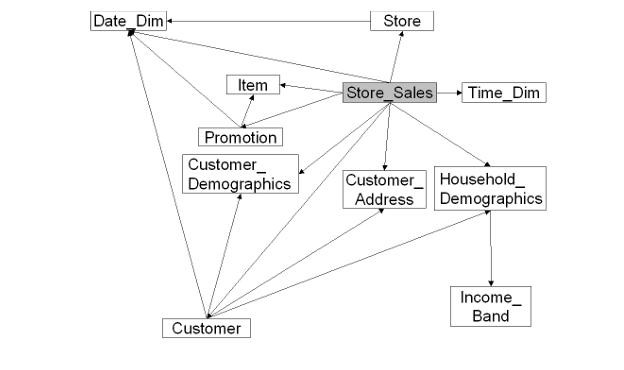 Date_Dim
Store
Item
Store_Sales
Time_Dim
Promotion
Customer_
Demographics
Customer_
Address
Household_
Demographics
Income_
Band
Customer